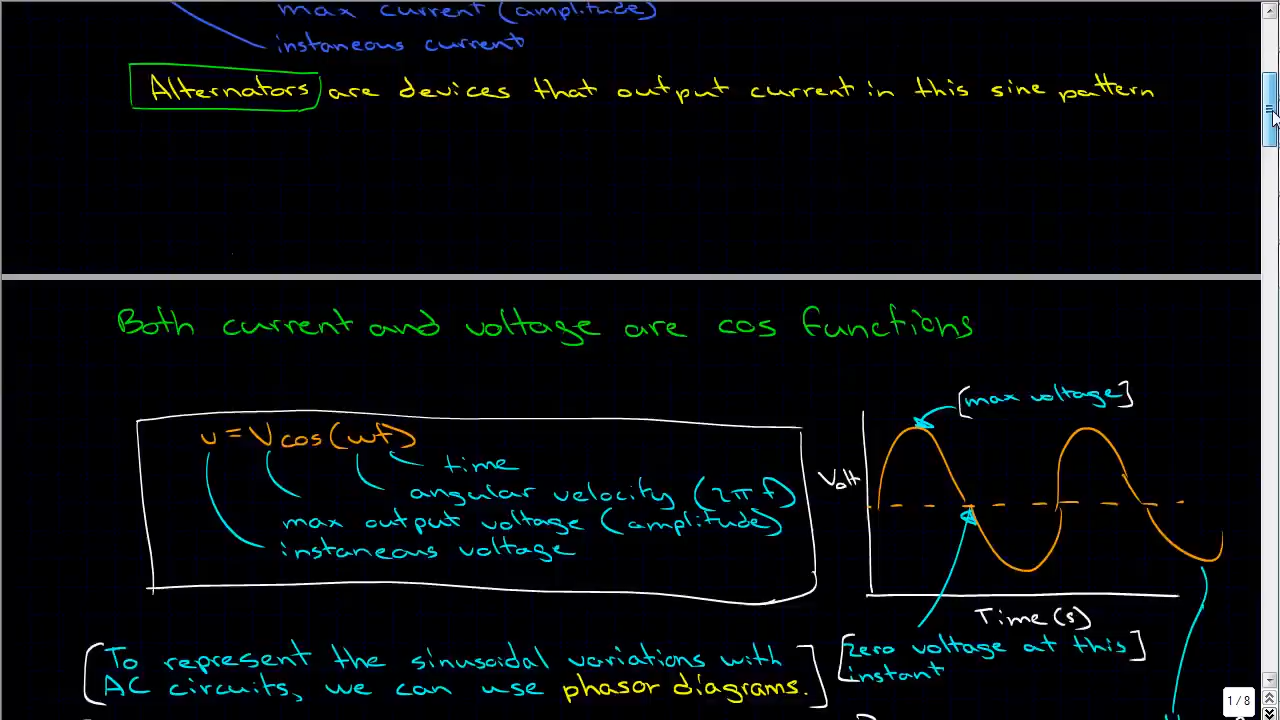 max current (amplitude)
instaneous current
Alternators are devices that output current in this sine pattern
Both current and voltage are cos functions
[max voltage]
v = V cos(wt)
time
angular velocity (2πf)
max output voltage (amplitude)
instaneous voltage
Volt
Time (s)
[zero voltage at this]
instant
[To represent the sinusoidal variations with
AC circuits, we can use phasor diagrams.]
1/8